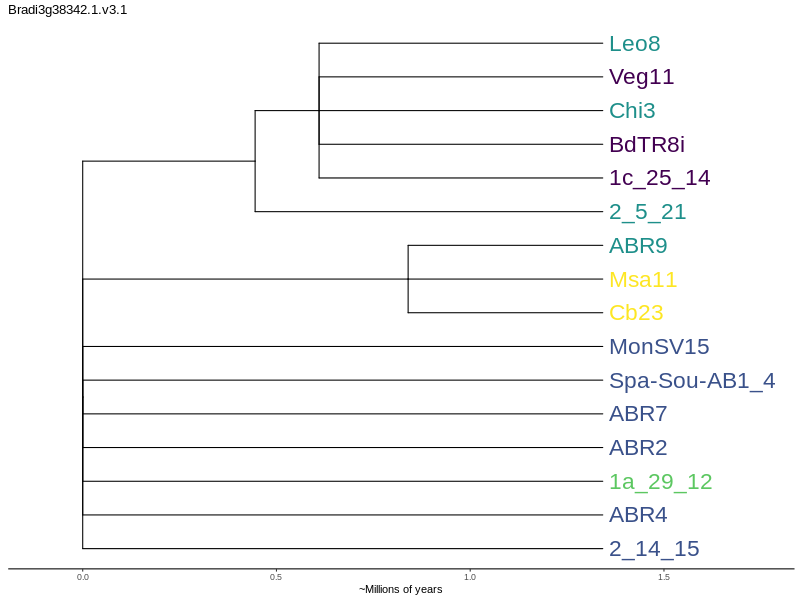 Bradi3g38342.1.v3.1
Leo8
Veg11
Chi3
BdTR8i
1c_25_14
2_5_21
ABR9
Msa11
Cb23
MonSV15
Spa-Sou-AB1_4
ABR7
ABR2
1a_29_12
ABR4
2_14_15
0.0 0.5 1.0 1.5
~Millions of years